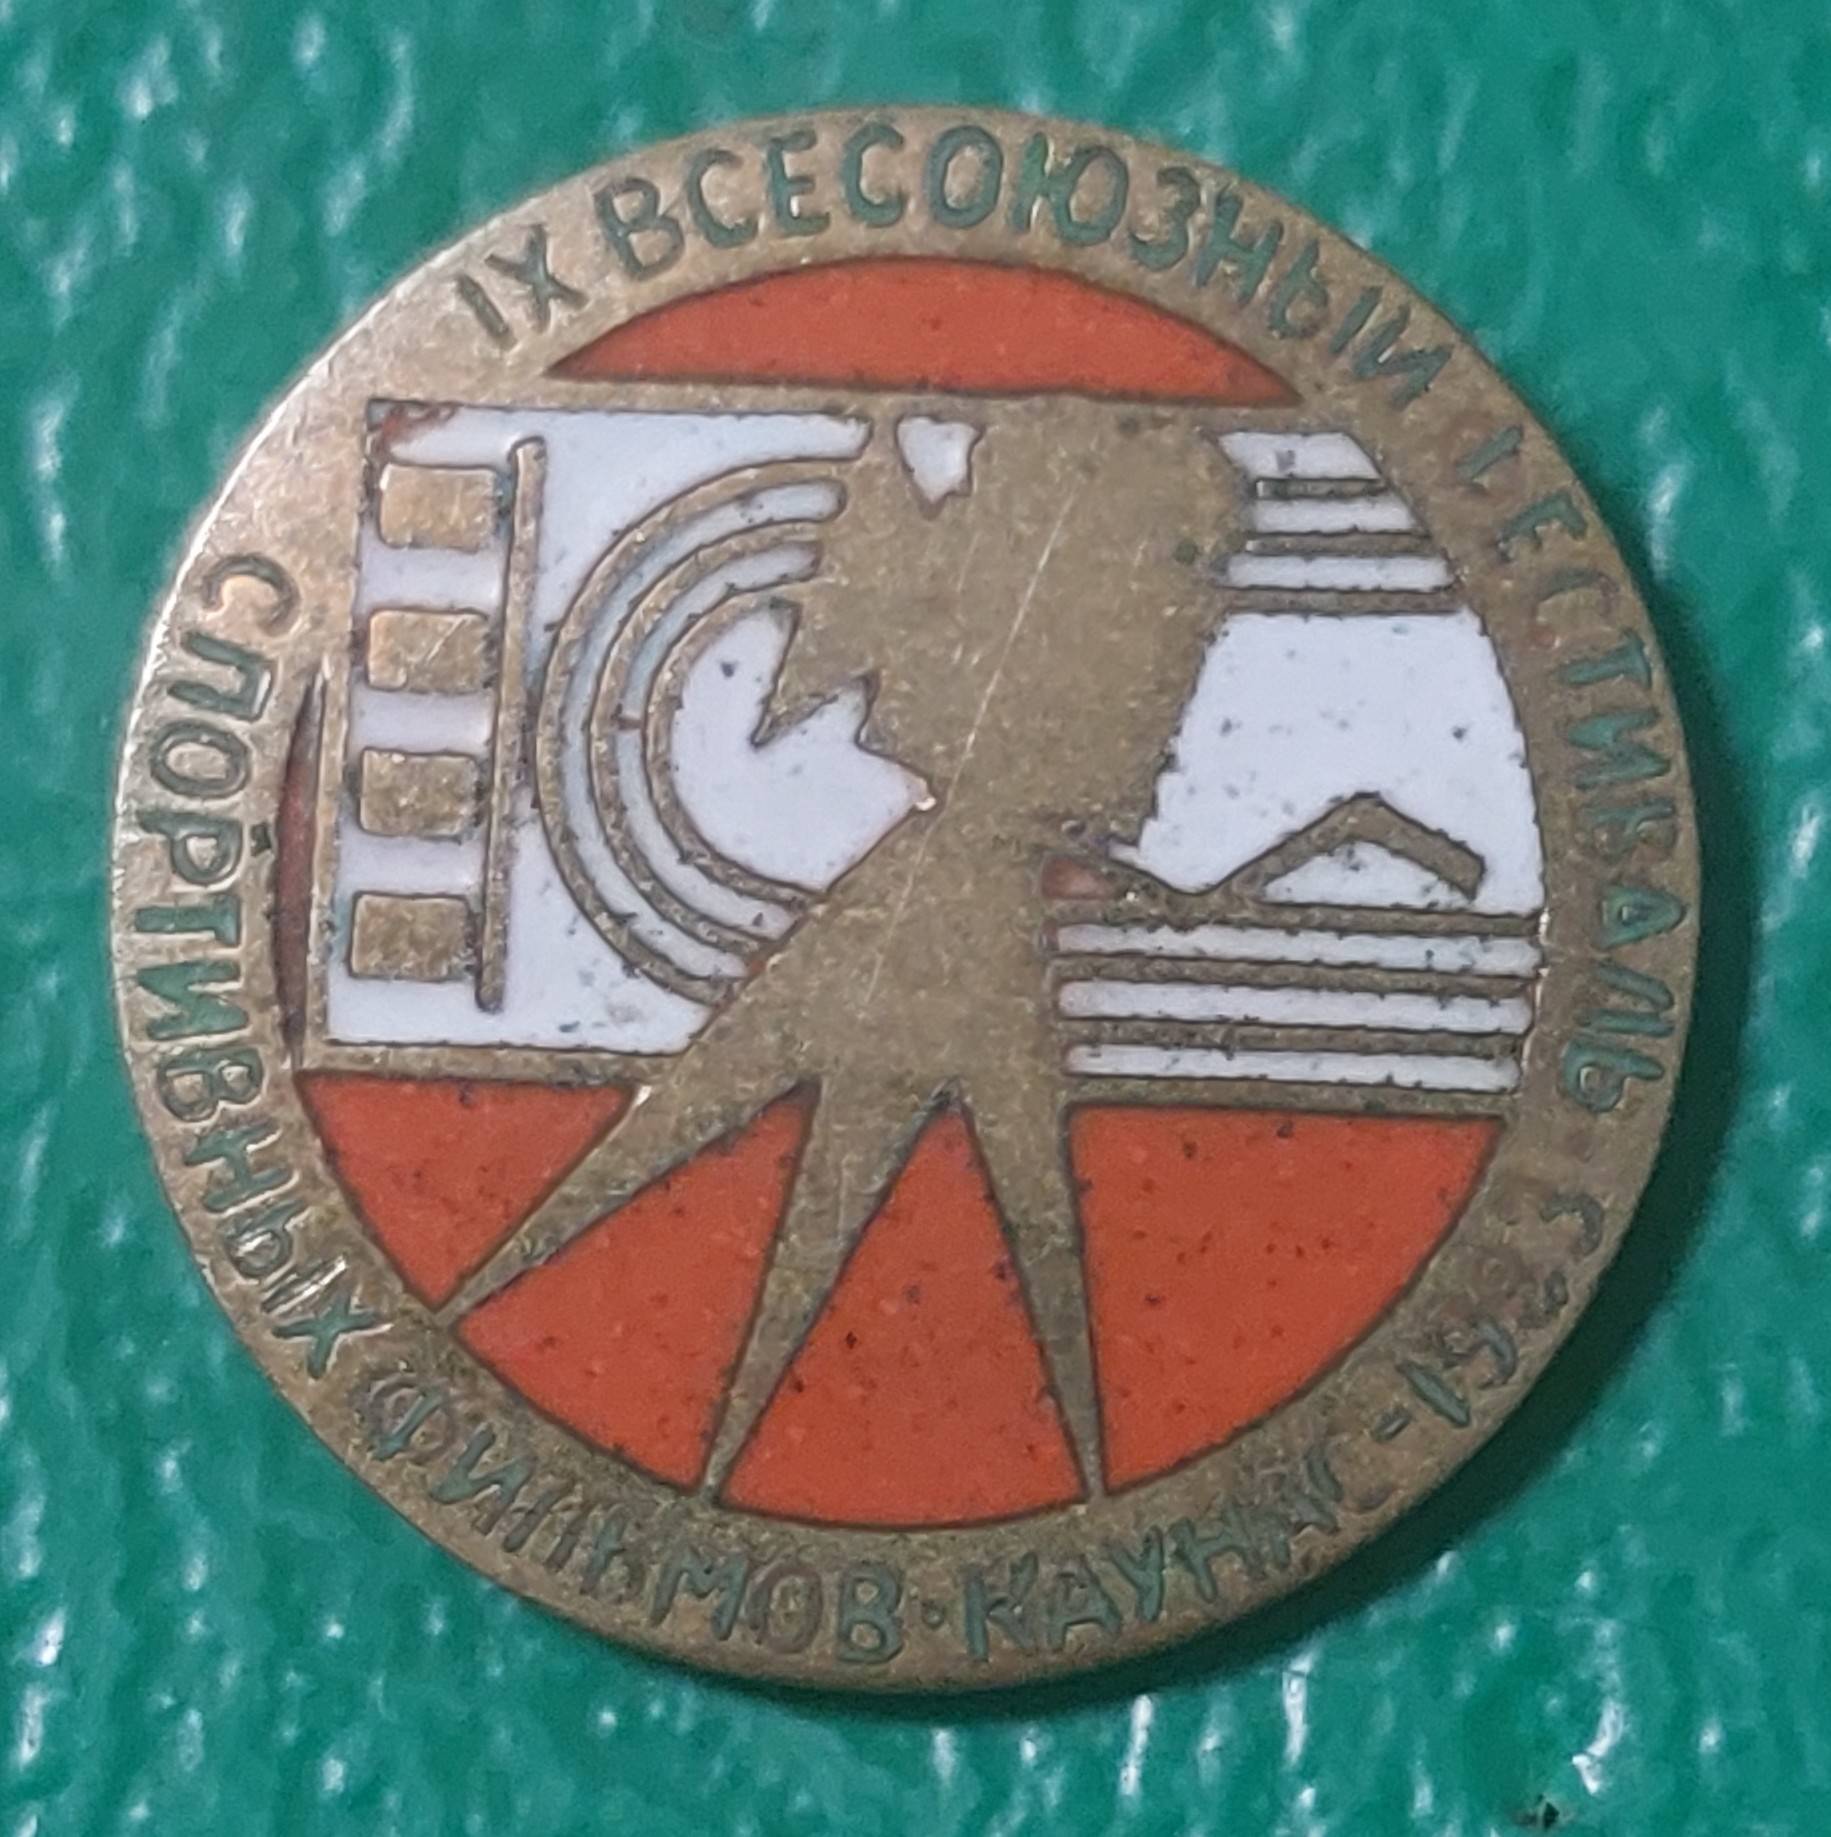 IX ВСЕСОЮЗНЫЙ ФЕСТИВАЛЬ
СПОРТИВНЫХ ФИЛЬМОВ · КАУНАС -